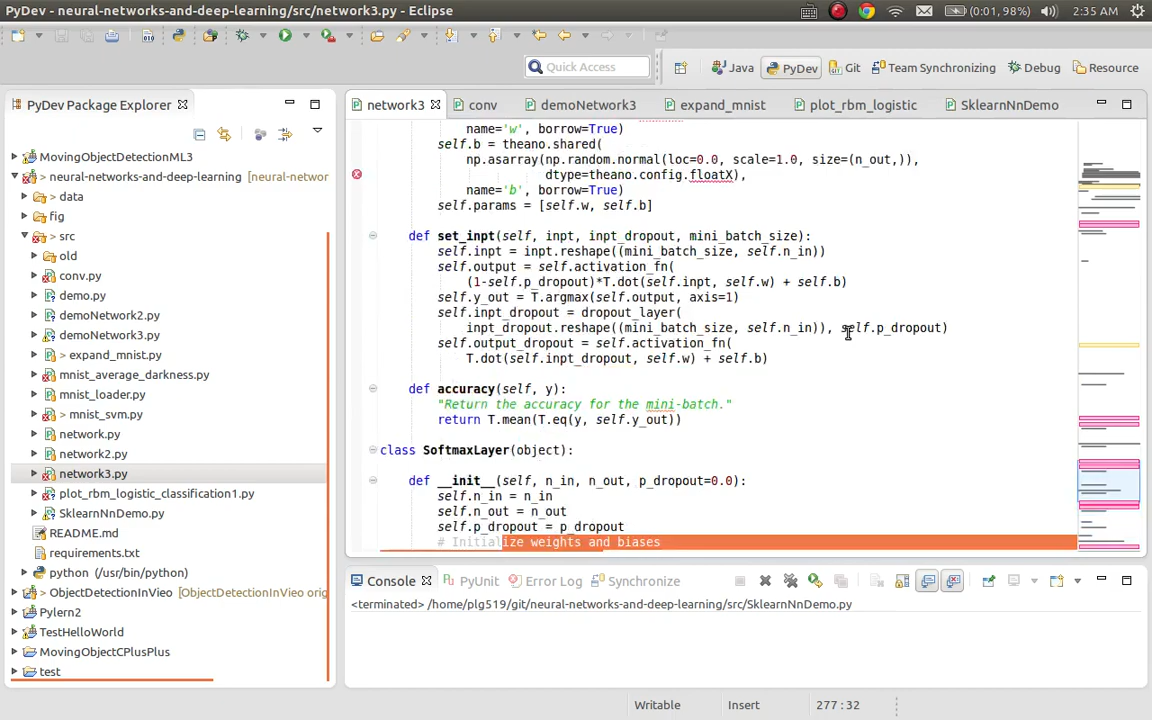 PyDev - neural-networks-and-deep-learning/src/network3.py - Eclipse
(0:01, 98%) 2:35 AM
Quick Access
Java
PyDev
Git
Team Synchronizing
Debug
Resource
PyDev Package Explorer
MovingObjectDetectionML3
> neural-networks-and-deep-learning [neural-networ
> data
fig
> src
old
conv.py
demo.py
demoNetwork2.py
demoNetwork3.py
> expand_mnist.py
mnist_average_darkness.py
mnist_loader.py
> mnist_svm.py
network.py
network2.py
network3.py
plot_rbm_logistic_classification1.py
SklearnNnDemo.py
README.md
requirements.txt
python (/usr/bin/python)
> ObjectDetectionInVieo [ObjectDetectionInVieo orig
Pylern2
TestHelloWorld
MovingObjectCPlusPlus
test
network3
conv
demoNetwork3
expand_mnist
plot_rbm_logistic
SklearnNnDemo
name='w', borrow=True)
self.b = theano.shared(
np.asarray(np.random.normal(loc=0.0, scale=1.0, size=(n_out,)),
dtype=theano.config.floatX),
name='b', borrow=True)
self.params = [self.w, self.b]
def set_inpt(self, inpt, inpt_dropout, mini_batch_size):
self.inpt = inpt.reshape((mini_batch_size, self.n_in))
self.output = self.activation_fn(
(1-self.p_dropout)*T.dot(self.inpt, self.w) + self.b)
self.y_out = T.argmax(self.output, axis=1)
self.inpt_dropout = dropout_layer(
inpt_dropout.reshape((mini_batch_size, self.n_in)), self.p_dropout)
self.output_dropout = self.activation_fn(
T.dot(self.inpt_dropout, self.w) + self.b)
def accuracy(self, y):
"Return the accuracy for the mini-batch."
return T.mean(T.eq(y, self.y_out))
class SoftmaxLayer(object):
def __init__(self, n_in, n_out, p_dropout=0.0):
self.n_in = n_in
self.n_out = n_out
self.p_dropout = p_dropout
# Initialize weights and biases
Console
PyUnit
Error Log
Synchronize
<terminated> /home/plg519/git/neural-networks-and-deep-learning/src/SklearnNnDemo.py
Writable
Insert
277 : 32